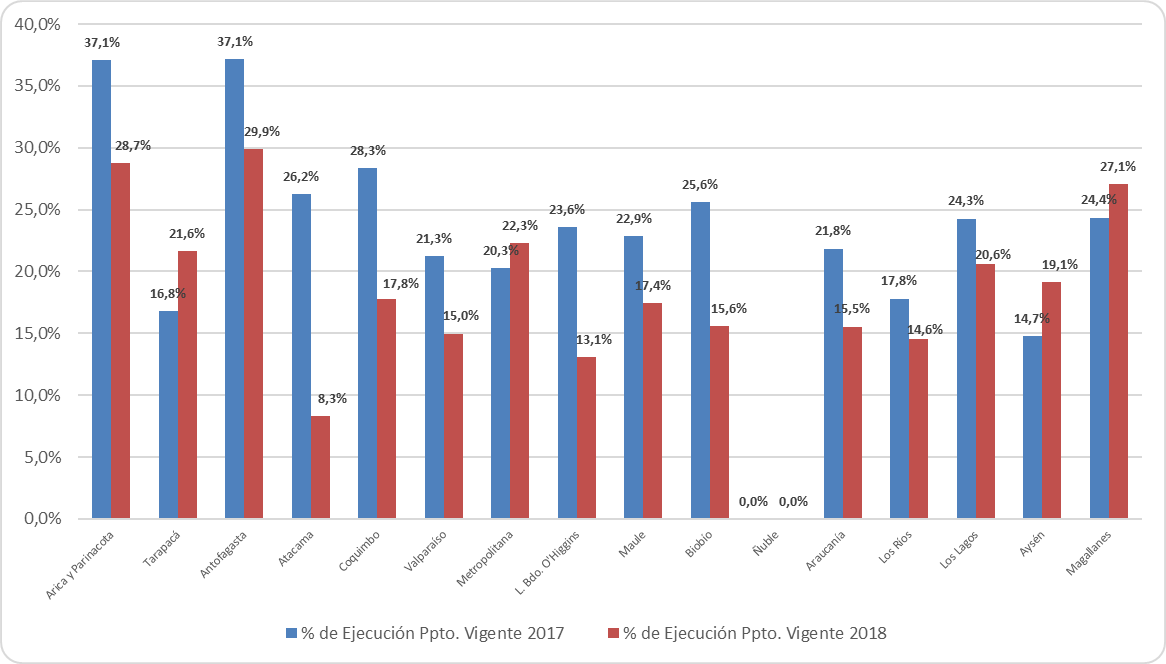 40,0%
35,0%
30,0%
25,0%
20,0%
15,0%
10,0%
5,0%
0,0%
37,1%
28,7%
16,8%
21,6%
37,1%
29,9%
26,2%
8,3%
28,3%
17,8%
21,3%
15,0%
20,3%
22,3%
23,6%
13,1%
22,9%
17,4%
25,6%
15,6%
0,0%
0,0%
21,8%
15,5%
17,8%
14,6%
24,3%
20,6%
14,7%
19,1%
24,4%
27,1%
Arica y Parinacota
Tarapacá
Antofagasta
Atacama
Coquimbo
Valparaíso
Metropolitana
L. Bdo. O'Higgins
Maule
Biobío
Ñuble
Araucanía
Los Ríos
Los Lagos
Aysén
Magallanes
% de Ejecución Ppto. Vigente 2017
% de Ejecución Ppto. Vigente 2018